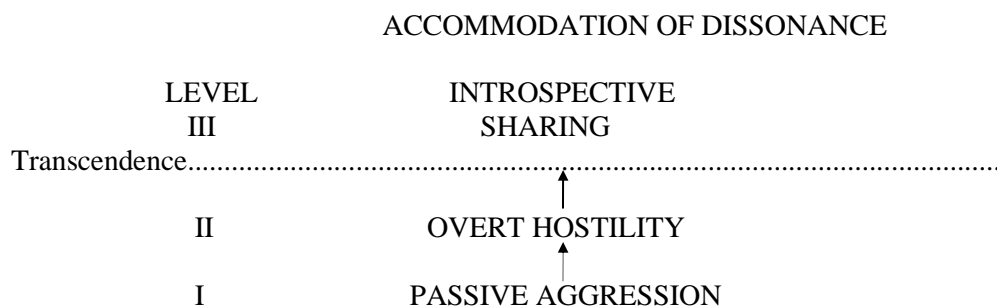 ACCOMMODATION OF DISSONANCE
LEVEL INTROSPECTIVE
III SHARING
Transcendence...............................................................................................................
II OVERT HOSTILITY
I PASSIVE AGGRESSION